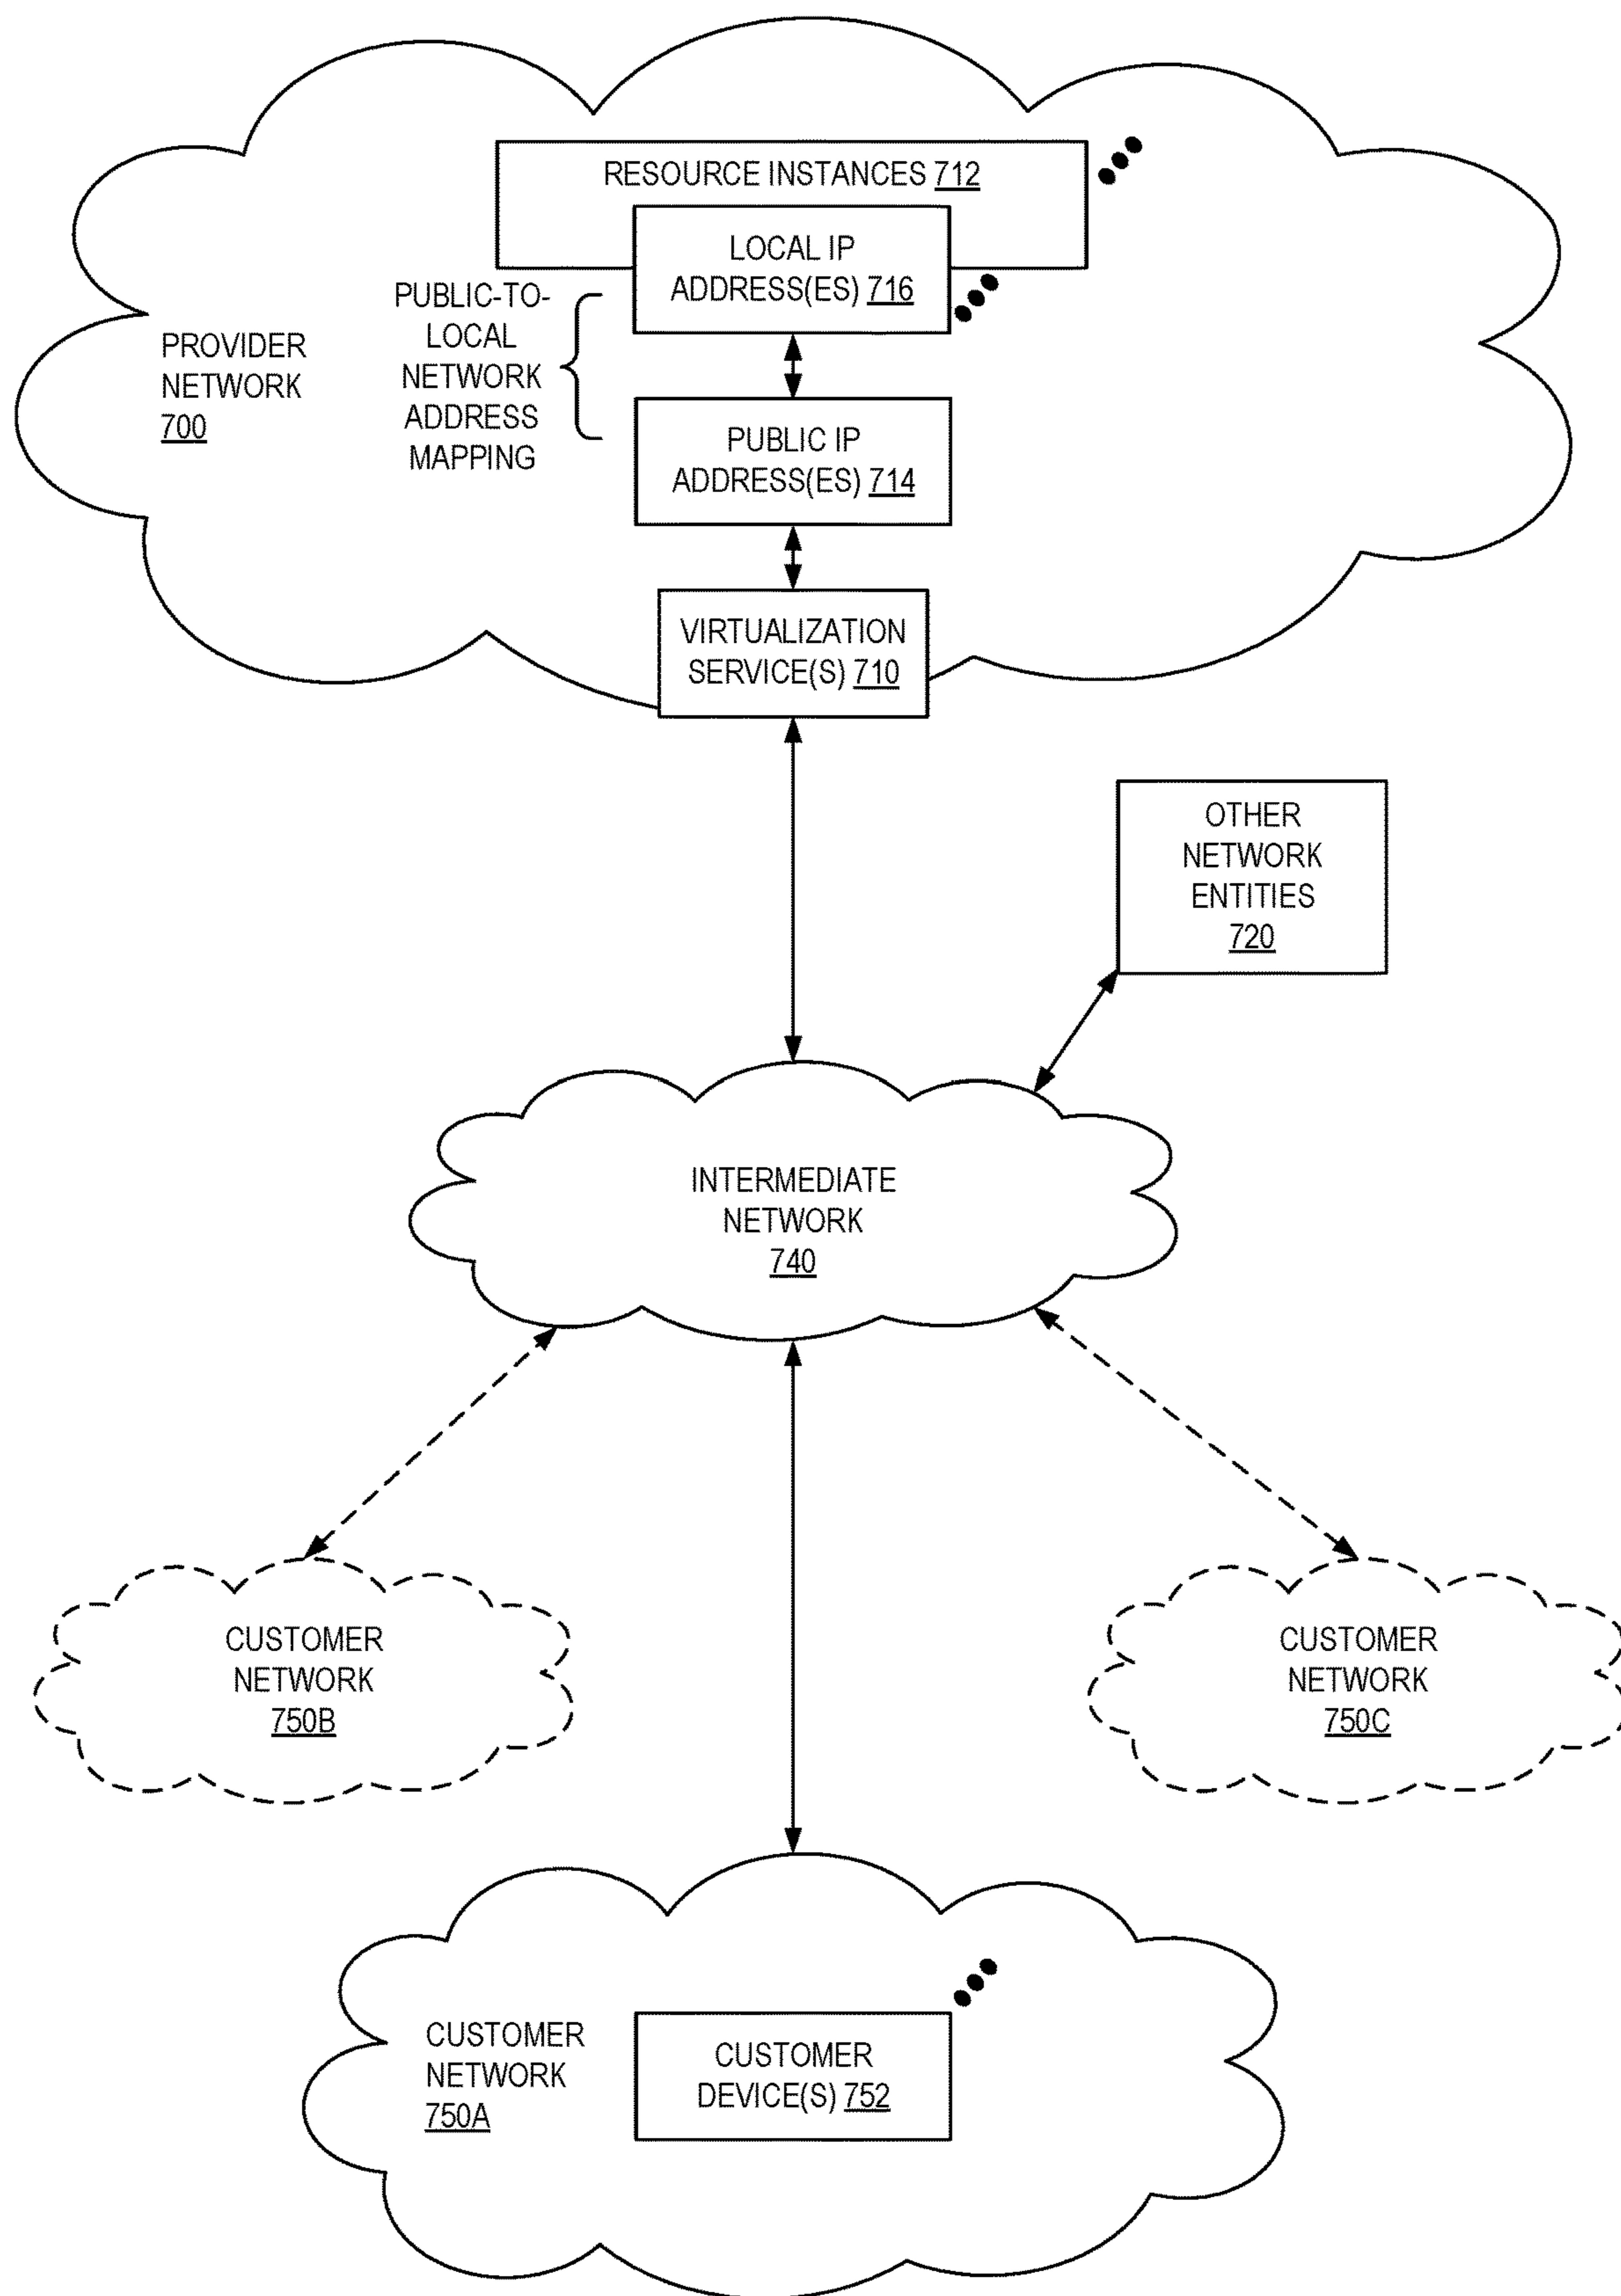 RESOURCE INSTANCES 712
LOCAL IP
ADDRESS(ES) 716
PUBLIC-TO-
LOCAL
NETWORK
ADDRESS
MAPPING
PROVIDER
NETWORK
700
PUBLIC IP
ADDRESS(ES) 714
VIRTUALIZATION
SERVICE(S) 710
OTHER
NETWORK
ENTITIES
720
INTERMEDIATE
NETWORK
740
CUSTOMER
NETWORK
750B
CUSTOMER
NETWORK
750C
CUSTOMER
NETWORK
750A
CUSTOMER
DEVICE(S) 752